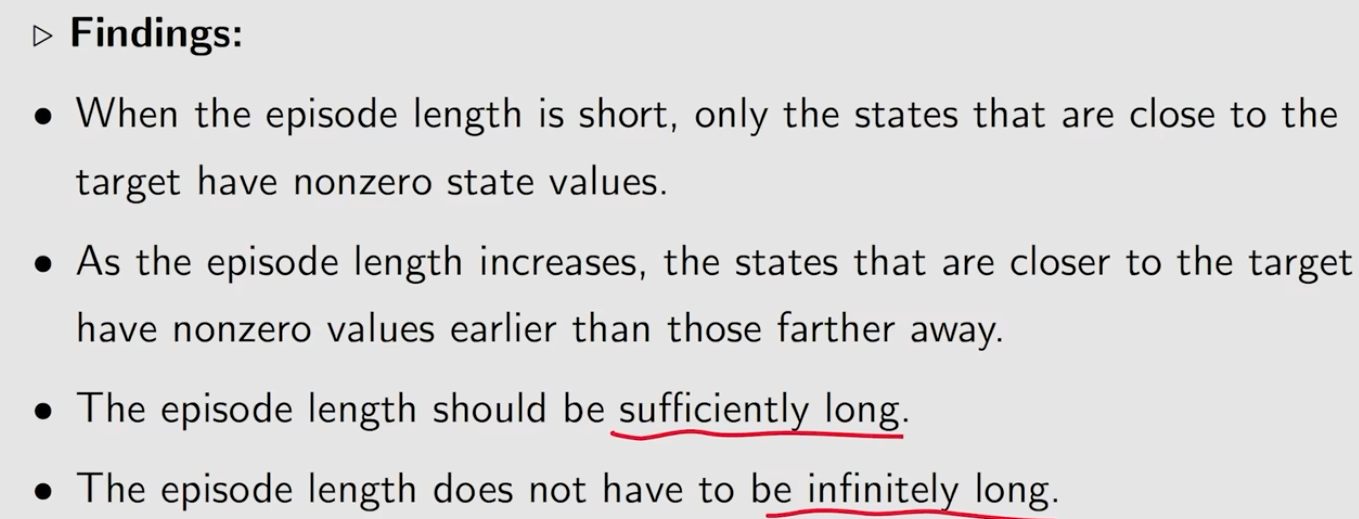 ▷ Findings:
• When the episode length is short, only the states that are close to the
target have nonzero state values.
• As the episode length increases, the states that are closer to the target
have nonzero values earlier than those farther away.
• The episode length should be sufficiently long.
• The episode length does not have to be infinitely long.